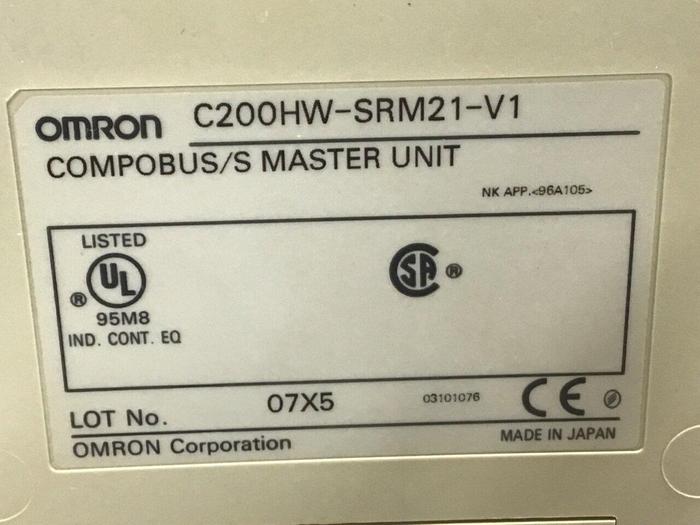 OMRON C200HW-SRM21-V1
COMPOBUS/S MASTER UNIT
NK APP.<96A105>
LISTED
UL
®
95M8
IND. CONT. EQ
SA ®
LOT No. 07X5 03101076 CE
OMRON Corporation MADE IN JAPAN